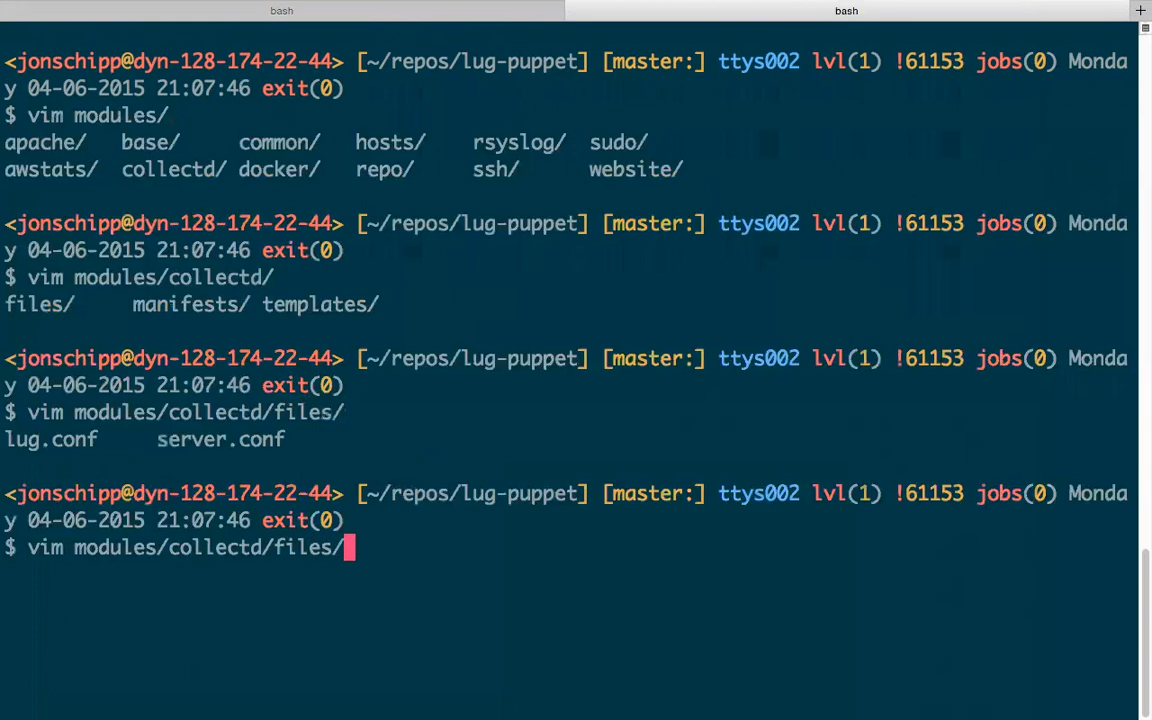 bash bash +
<jonschipp@dyn-128-174-22-44> [~/repos/lug-puppet] [master:] ttys002 lvl(1) !61153 jobs(0) Monda
y 04-06-2015 21:07:46 exit(0)
$ vim modules/
apache/ base/ common/ hosts/ rsyslog/ sudo/
awstats/ collectd/ docker/ repo/ ssh/ website/
<jonschipp@dyn-128-174-22-44> [~/repos/lug-puppet] [master:] ttys002 lvl(1) !61153 jobs(0) Monda
y 04-06-2015 21:07:46 exit(0)
$ vim modules/collectd/
files/ manifests/ templates/
<jonschipp@dyn-128-174-22-44> [~/repos/lug-puppet] [master:] ttys002 lvl(1) !61153 jobs(0) Monda
y 04-06-2015 21:07:46 exit(0)
$ vim modules/collectd/files/
lug.conf server.conf
<jonschipp@dyn-128-174-22-44> [~/repos/lug-puppet] [master:] ttys002 lvl(1) !61153 jobs(0) Monda
y 04-06-2015 21:07:46 exit(0)
$ vim modules/collectd/files/